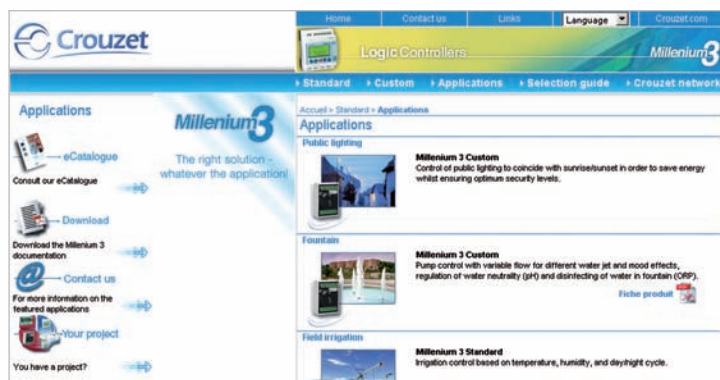 Crouzet
Home Contact us Links Language Crouzet.com
Logic Controllers Millenium 3
Standard Custom Applications Selection guide Crouzet network
Applications
eCatalogue
Consult our eCatalogue
Download
Download the Millenium 3
documentation
Contact us
For more information on the
featured applications
Your project
You have a project?
Millenium 3
The right solution -
whatever the application!
Accueil > Standard > Applications
Applications
Public lighting
Millenium 3 Custom
Control of public lighting to coincide with sunrise/sunset in order to save energy
whilst ensuring optimum security levels.
Fountain
Millenium 3 Custom
Pump control with variable flow for different water jet and mood effects,
regulation of water neutrality (pH) and disinfecting of water in fountain (ORP).
Fiche produit
Field irrigation
Millenium 3 Standard
Irrigation control based on temperature, humidity, and day/night cycle.